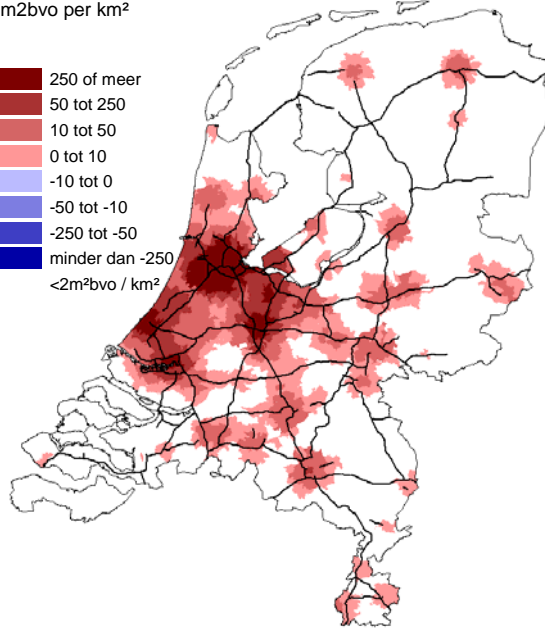 m2bvo per km²
250 of meer
50 tot 250
10 tot 50
0 tot 10
-10 tot 0
-50 tot -10
-250 tot -50
minder dan -250
<2m²bvo / km²